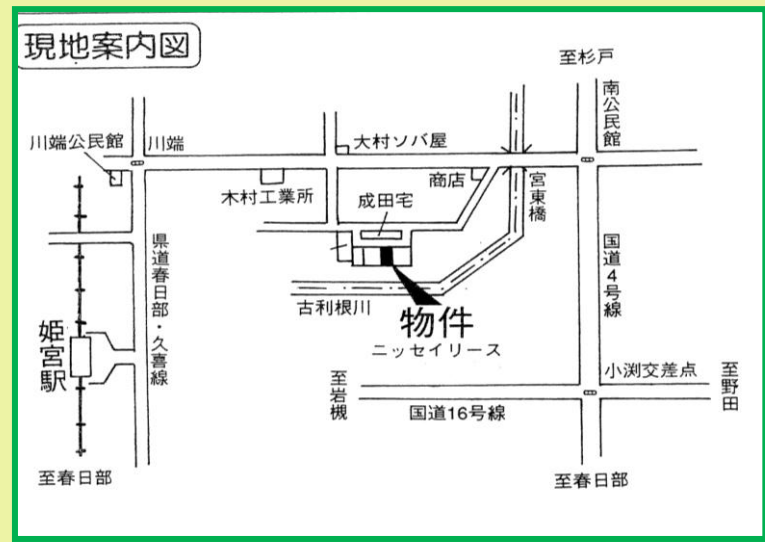 現地案内図
至杉戸
南公民館
川端公民館
川端
大村ソバ屋
木村工業所
商店
成田宅
宮東橋
県道春日部・久喜線
国道4号線
古利根川
物件
ニッセイリース
姫宮駅
至岩槻
国道16号線
小渕交差点
至野田
至春日部
至春日部